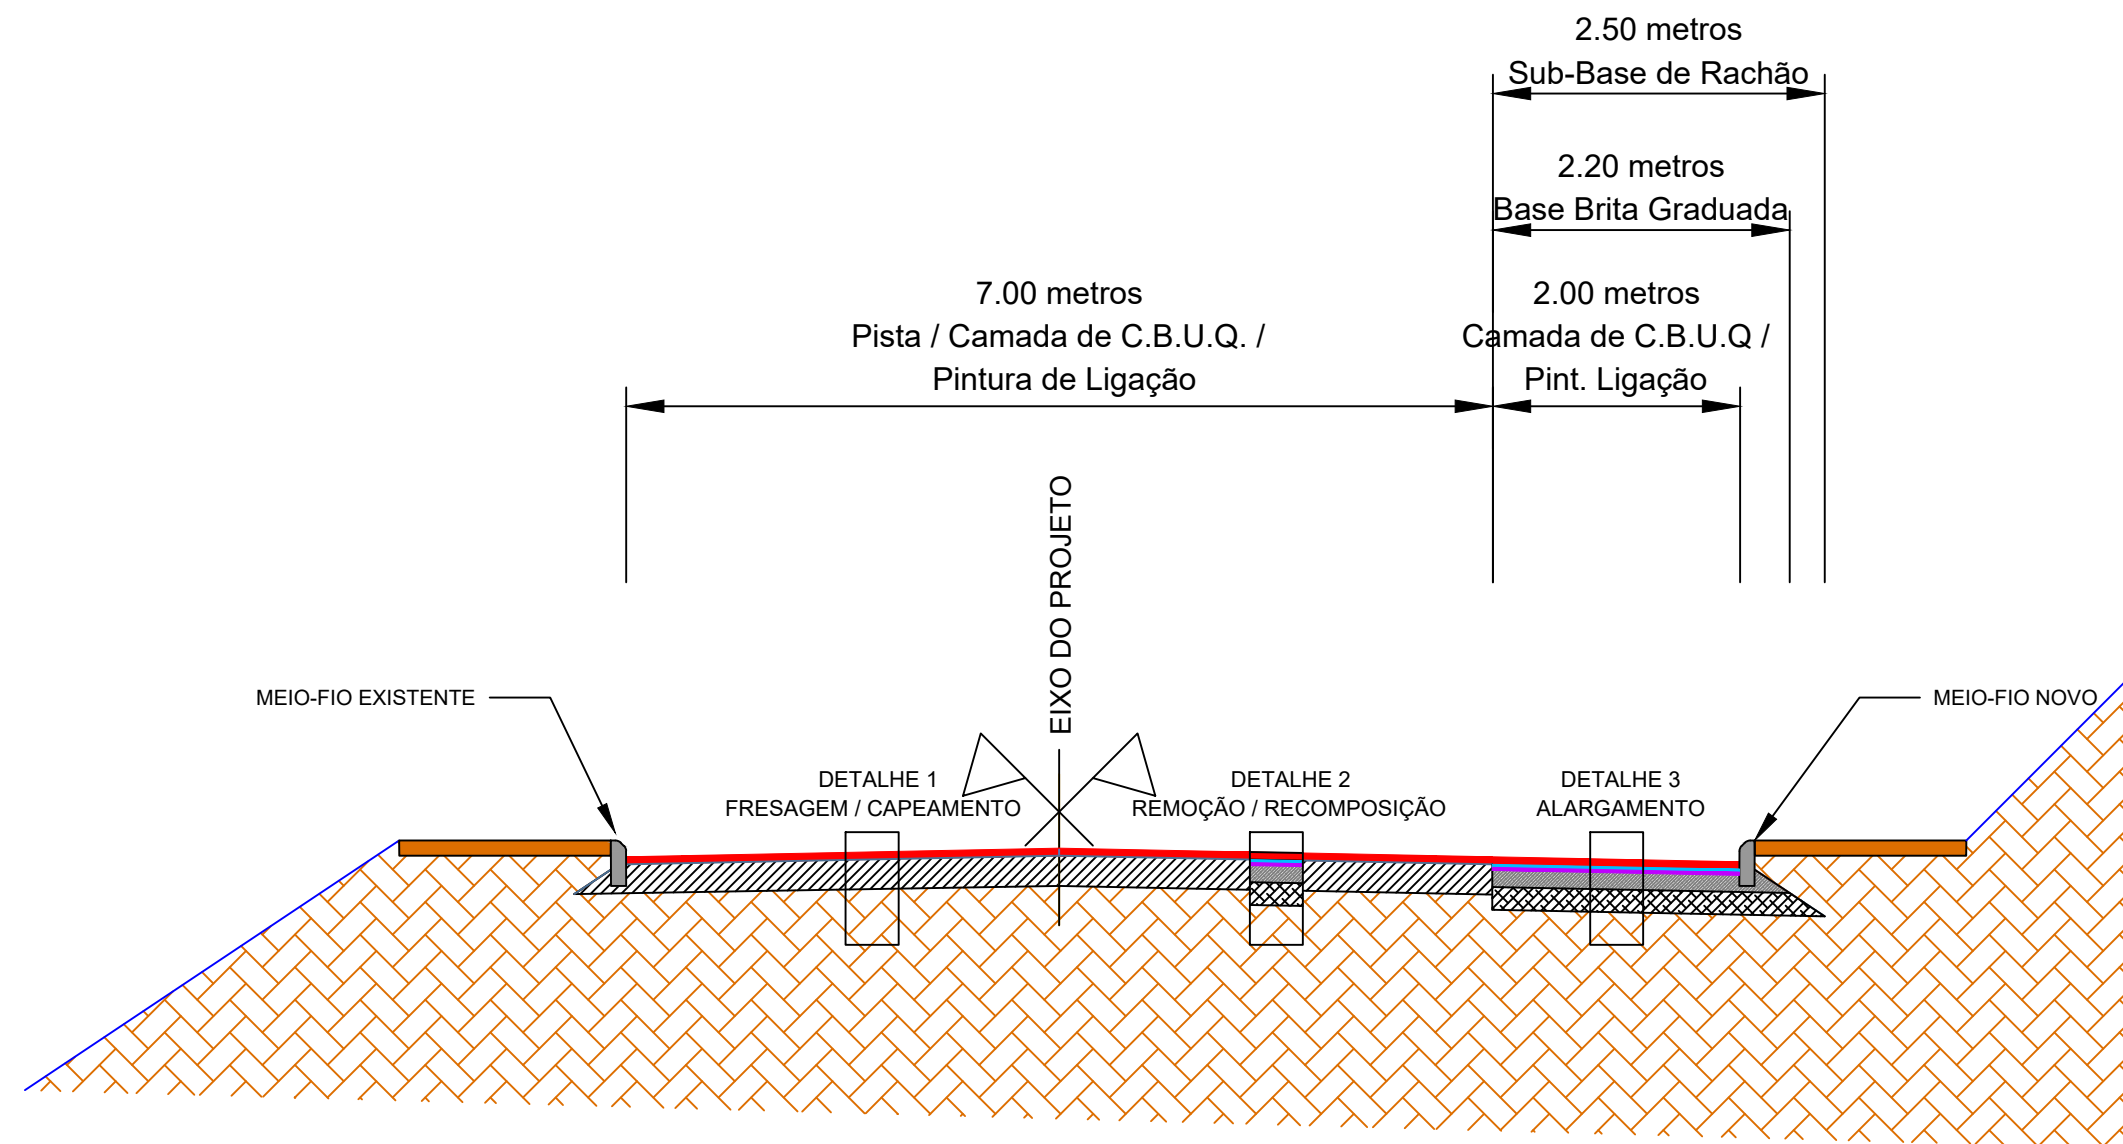 2.50 metros
Sub-Base de Rachão
2.20 metros
Base Brita Graduada
7.00 metros
Pista / Camada de C.B.U.Q. /
Pintura de Ligação
2.00 metros
Camada de C.B.U.Q /
Pint. Ligação
EIXO DO PROJETO
MEIO-FIO EXISTENTE
MEIO-FIO NOVO
DETALHE 1
FRESAGEM / CAPEAMENTO
DETALHE 2
REMOÇÃO / RECOMPOSIÇÃO
DETALHE 3
ALARGAMENTO